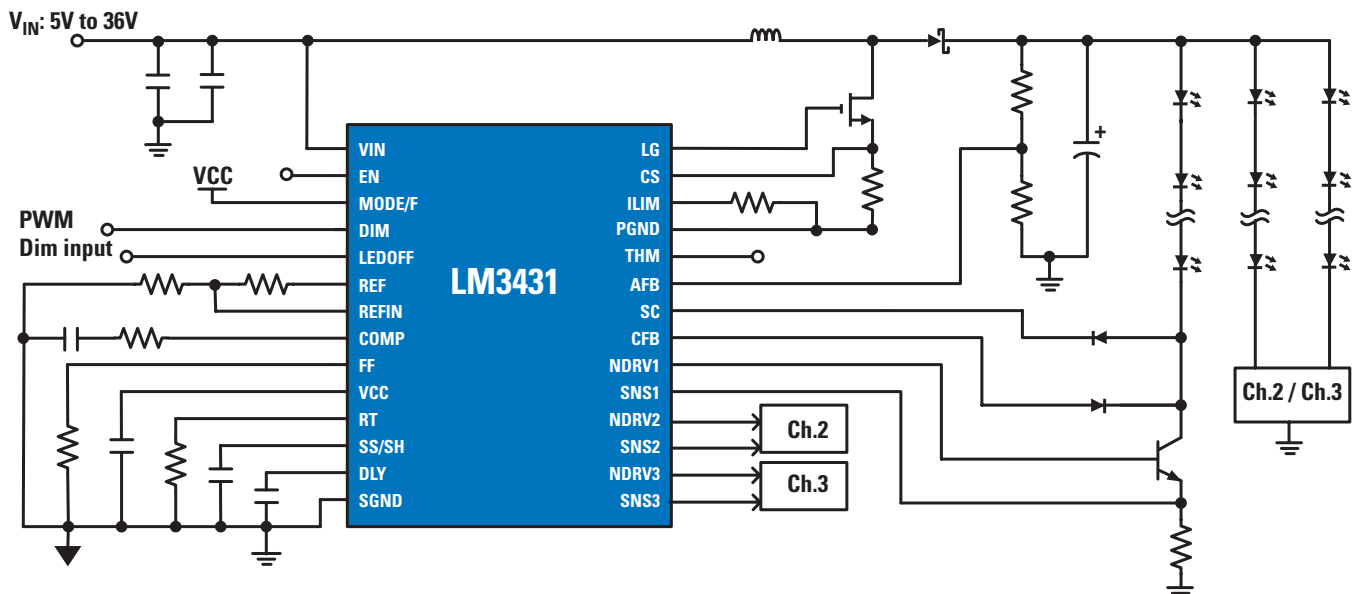 VIN: 5V to 36V
VCC
PWM
Dim input
LM3431
VIN
EN
MODE/F
DIM
LEDOFF
REF
REFIN
COMP
FF
VCC
RT
SS/SH
DLY
SGND
LG
CS
ILIM
PGND
THM
AFB
SC
CFB
NDRV1
SNS1
NDRV2
SNS2
NDRV3
SNS3
Ch.2
Ch.3
+
Ch.2 / Ch.3